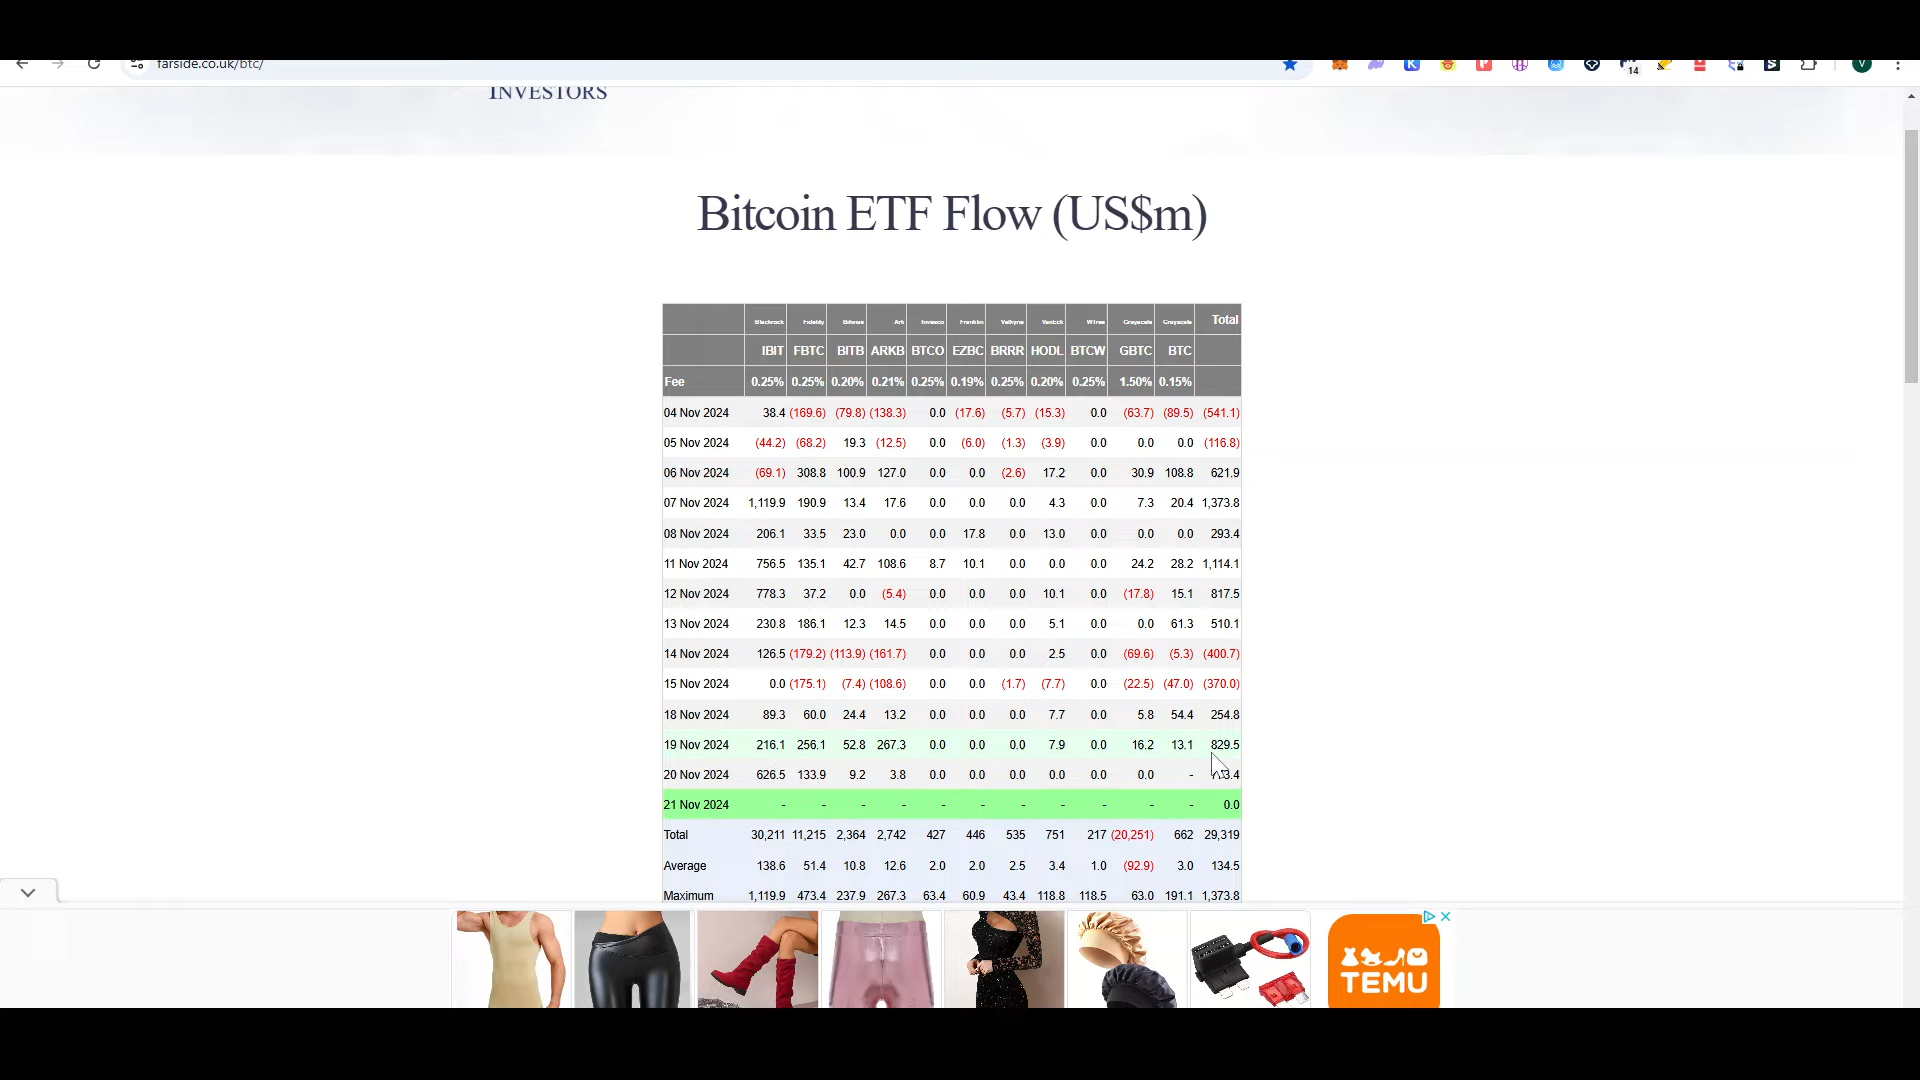 farside.co.uk/btc/
14
V
INVESTORS
Bitcoin ETF Flow (US$m)
Blackrock Fidelity Bitwise Ark Invesco Franklin Valkyrie VanEck WTree Grayscale Grayscale Total
IBIT FBTC BITB ARKB BTCO EZBC BRRR HODL BTCW GBTC BTC
Fee 0.25% 0.25% 0.20% 0.21% 0.25% 0.19% 0.25% 0.20% 0.25% 1.50% 0.15%
04 Nov 2024 38.4 (169.6) (79.8) (138.3) 0.0 (17.6) (5.7) (15.3) 0.0 (63.7) (89.5) (541.1)
05 Nov 2024 (44.2) (68.2) 19.3 (12.5) 0.0 (6.0) (1.3) (3.9) 0.0 0.0 0.0 (116.8)
06 Nov 2024 (69.1) 308.8 100.9 127.0 0.0 0.0 (2.6) 17.2 0.0 30.9 108.8 621.9
07 Nov 2024 1,119.9 190.9 13.4 17.6 0.0 0.0 0.0 4.3 0.0 7.3 20.4 1,373.8
08 Nov 2024 206.1 33.5 23.0 0.0 0.0 17.8 0.0 13.0 0.0 0.0 0.0 293.4
11 Nov 2024 756.5 135.1 42.7 108.6 8.7 10.1 0.0 0.0 0.0 24.2 28.2 1,114.1
12 Nov 2024 778.3 37.2 0.0 (5.4) 0.0 0.0 0.0 10.1 0.0 (17.8) 15.1 817.5
13 Nov 2024 230.8 186.1 12.3 14.5 0.0 0.0 0.0 5.1 0.0 0.0 61.3 510.1
14 Nov 2024 126.5 (179.2) (113.9) (161.7) 0.0 0.0 0.0 2.5 0.0 (69.6) (5.3) (400.7)
15 Nov 2024 0.0 (175.1) (7.4) (108.6) 0.0 0.0 (1.7) (7.7) 0.0 (22.5) (47.0) (370.0)
18 Nov 2024 89.3 60.0 24.4 13.2 0.0 0.0 0.0 7.7 0.0 5.8 54.4 254.8
19 Nov 2024 216.1 256.1 52.8 267.3 0.0 0.0 0.0 7.9 0.0 16.2 13.1 829.5
20 Nov 2024 626.5 133.9 9.2 3.8 0.0 0.0 0.0 0.0 0.0 0.0 -
21 Nov 2024 - - - - - - - - - - - 0.0
Total 30,211 11,215 2,364 2,742 427 446 535 751 217 (20,251) 662 29,319
Average 138.6 51.4 10.8 12.6 2.0 2.0 2.5 3.4 1.0 (92.9) 3.0 134.5
Maximum 1,119.9 473.4 237.9 267.3 63.4 60.9 43.4 118.8 118.5 63.0 191.1 1,373.8
TEMU